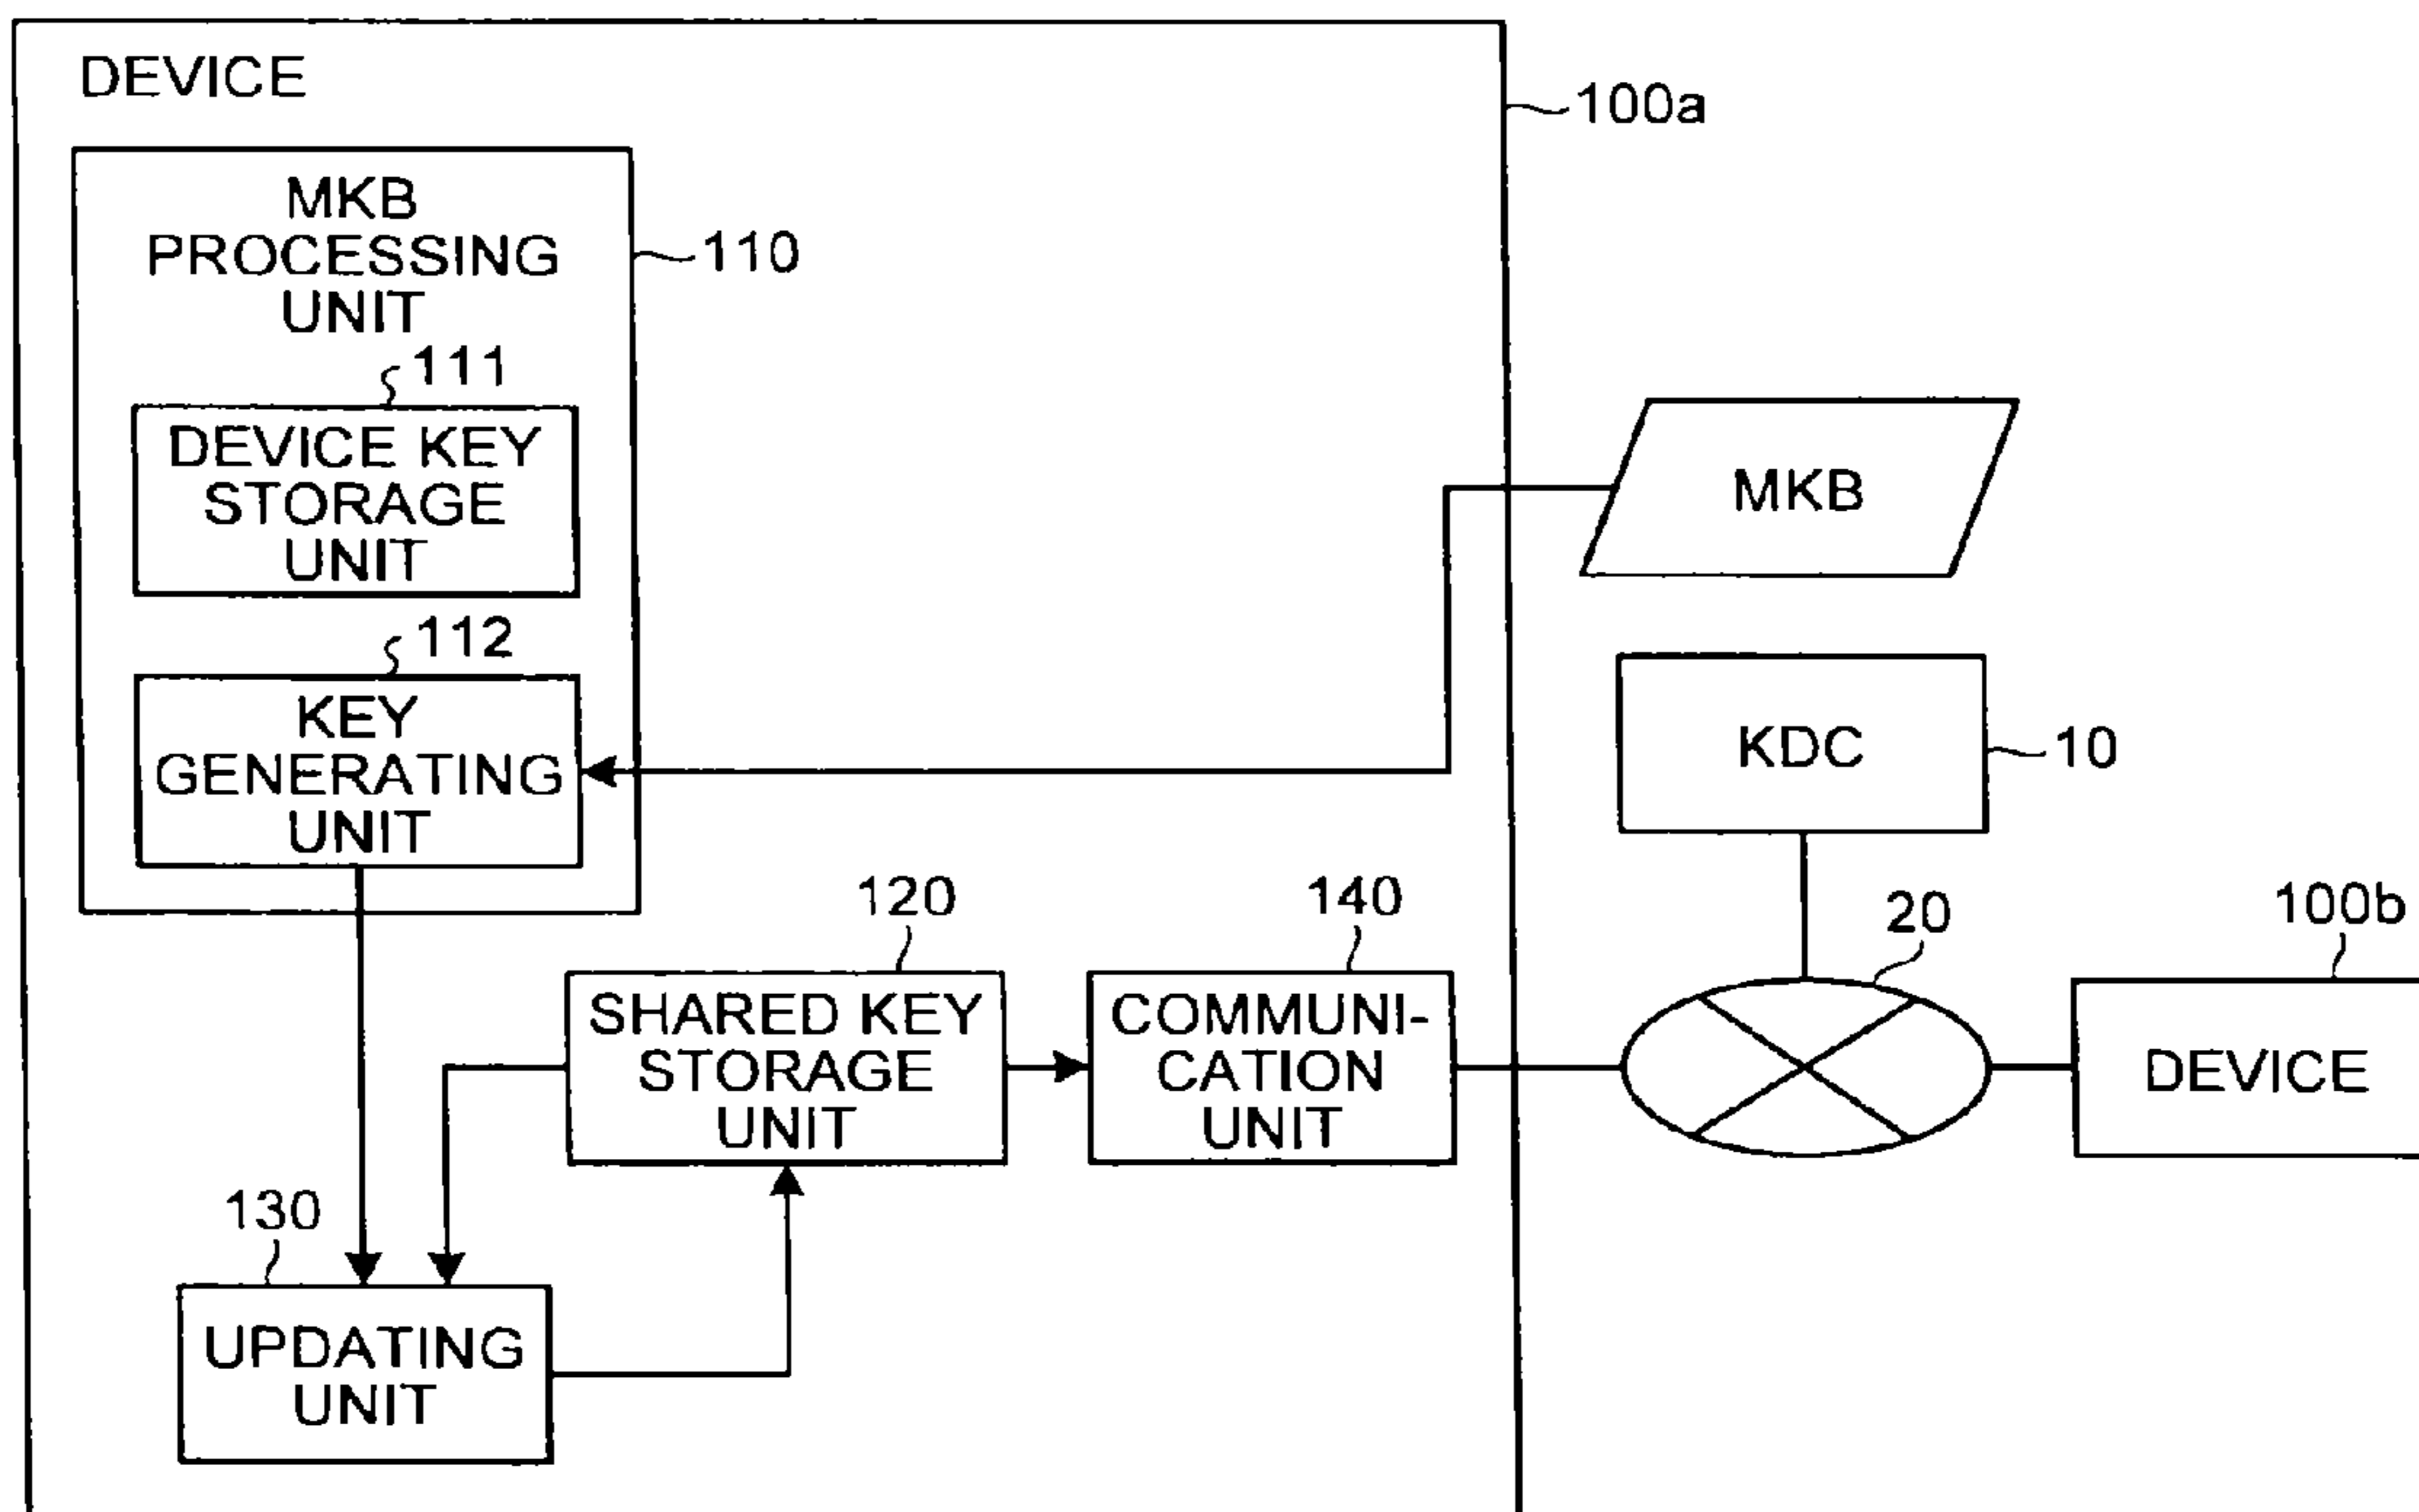 DEVICE
100a
MKB
PROCESSING
UNIT
110
111
DEVICE KEY
STORAGE
UNIT
MKB
112
KEY
GENERATING
UNIT
KDC
10
120
140
20
100b
SHARED KEY
STORAGE
UNIT
COMMUNI-
CATION
UNIT
DEVICE
130
UPDATING
UNIT